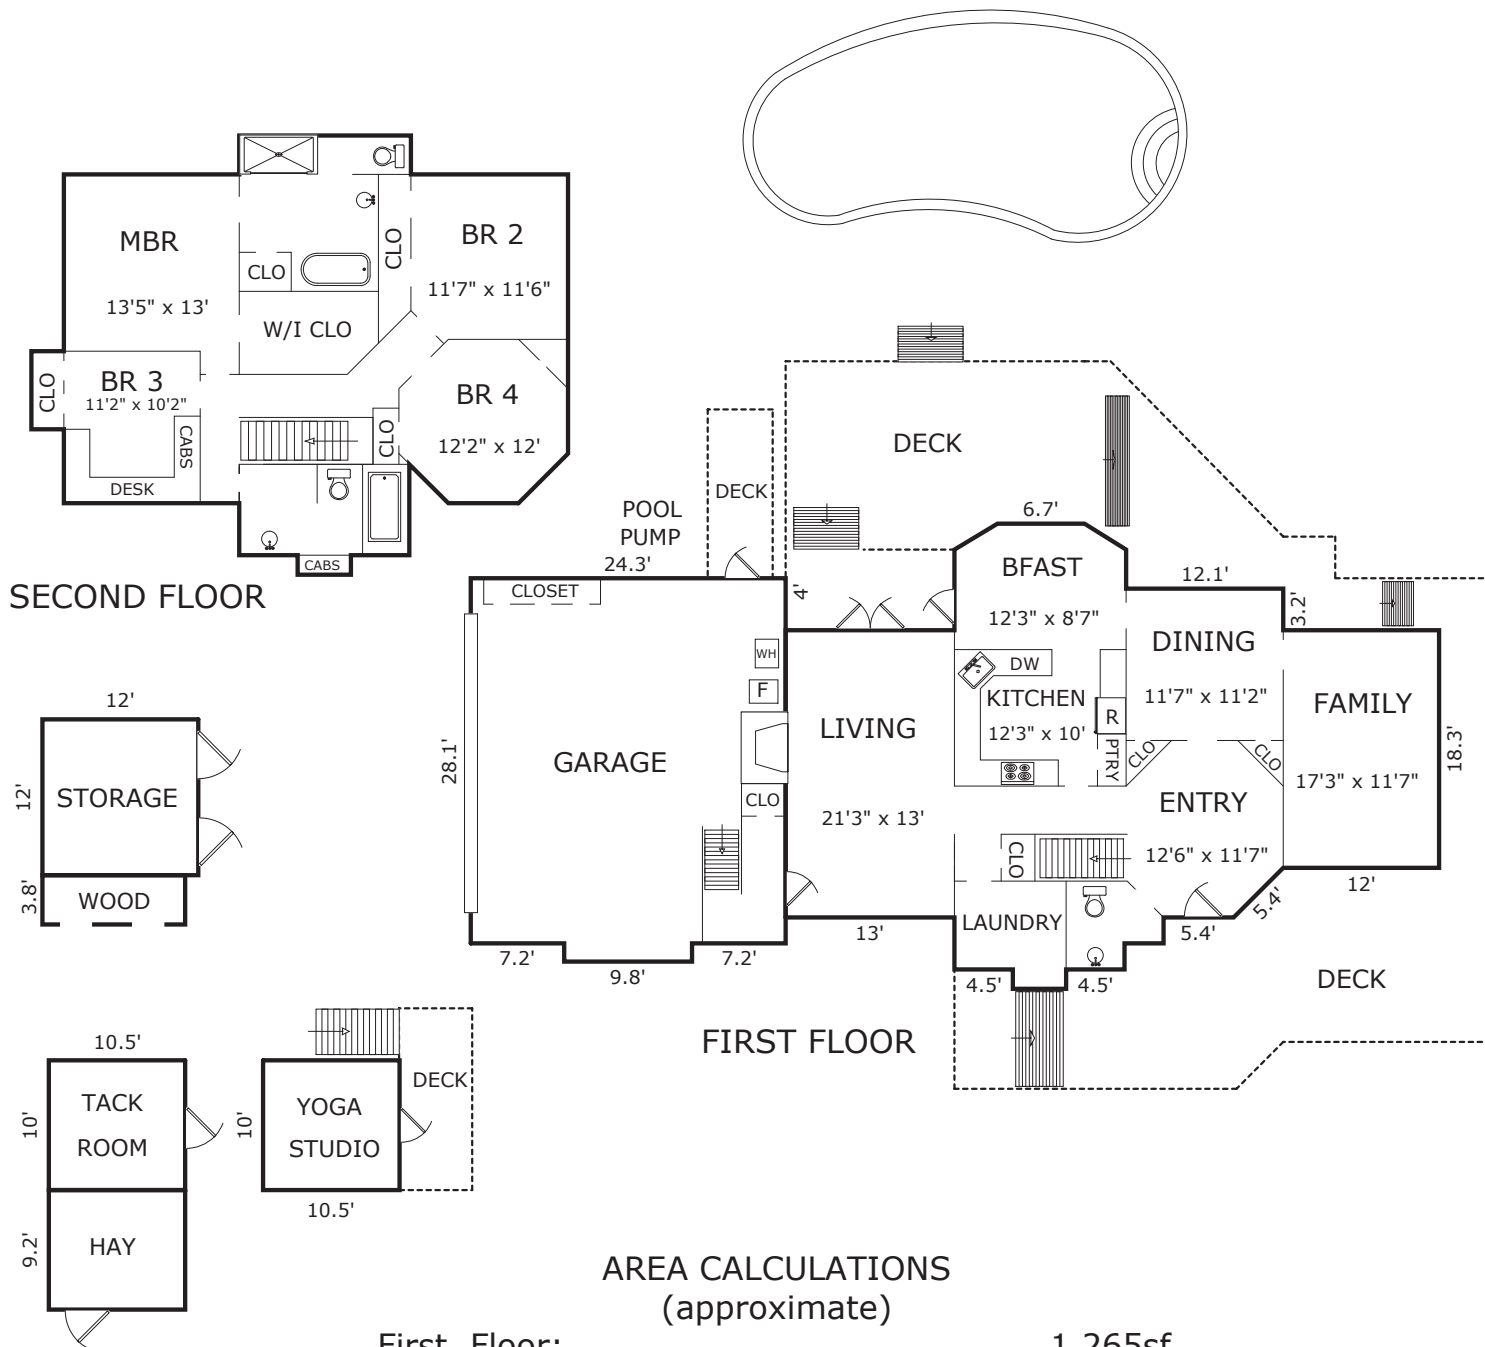 MBR
13'5" x 13'
CLO
W/I CLO
CLO
BR 2
11'7" x 11'6"
CLO
BR 3
11'2" x 10'2"
CABS
DESK
CLO
BR 4
12'2" x 12'
CABS
SECOND FLOOR
DECK
DECK
POOL
PUMP
24.3'
CLOSET
4'
6.7'
BFAST
12'3" x 8'7"
12.1'
3.2'
DINING
11'7" x 11'2"
WH
F
DW
KITCHEN
12'3" x 10'
R
PTRY
CLO
CLO
FAMILY
17'3" x 11'7"
18.3'
12'
LIVING
21'3" x 13'
GARAGE
28.1'
CLO
ENTRY
12'6" x 11'7"
CLO
LAUNDRY
7.2'
9.8'
7.2'
13'
4.5'
4.5'
5.4'
5.4'
DECK
FIRST FLOOR
12'
12'
STORAGE
3.8'
WOOD
10.5'
10'
TACK
ROOM
9.2'
HAY
10'
YOGA
STUDIO
DECK
10.5'
AREA CALCULATIONS
(approximate)
First Floor: 1,265sf